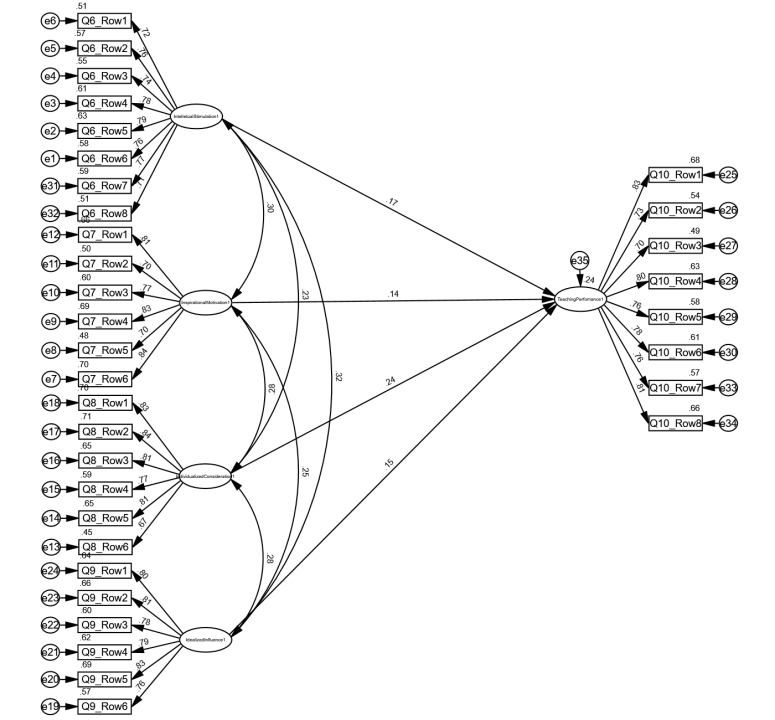 .51
e6 Q6_Row1 .72
.57
e5 Q6_Row2 .76
.55
e4 Q6_Row3 .74
.61
e3 Q6_Row4 .78
.63
e2 Q6_Row5 .79
.58
e1 Q6_Row6 .76
.59
e31 Q6_Row7 .77
.51
e32 Q6_Row8
e12 Q7_Row1 .81
.50
e11 Q7_Row2 .70
.60
e10 Q7_Row3 .77
.69
e9 Q7_Row4 .83
.48
e8 Q7_Row5 .70
.70
e7 Q7_Row6 .84
.70
e18 Q8_Row1 .83
.71
e17 Q8_Row2 .84
.65
e16 Q8_Row3 .81
.59
e15 Q8_Row4 .77
.65
e14 Q8_Row5 .81
.45
e13 Q8_Row6 .67
.64
e24 Q9_Row1 .80
.66
e23 Q9_Row2 .81
.60
e22 Q9_Row3 .78
.62
e21 Q9_Row4 .79
.69
e20 Q9_Row5 .83
.57
e19 Q9_Row6 .76
InspirationalMotivation1
IdealizedInfluence1
.30
.23
.32
.28
.25
.28
.17
.14
.24
.15
e35
.24
.68
.83 Q10_Row1 e25
.54
.73 Q10_Row2 e26
.49
.70 Q10_Row3 e27
.63
.80 Q10_Row4 e28
.58
.76 Q10_Row5 e29
.61
.78 Q10_Row6 e30
.57
.76 Q10_Row7 e33
.66
.81 Q10_Row8 e34